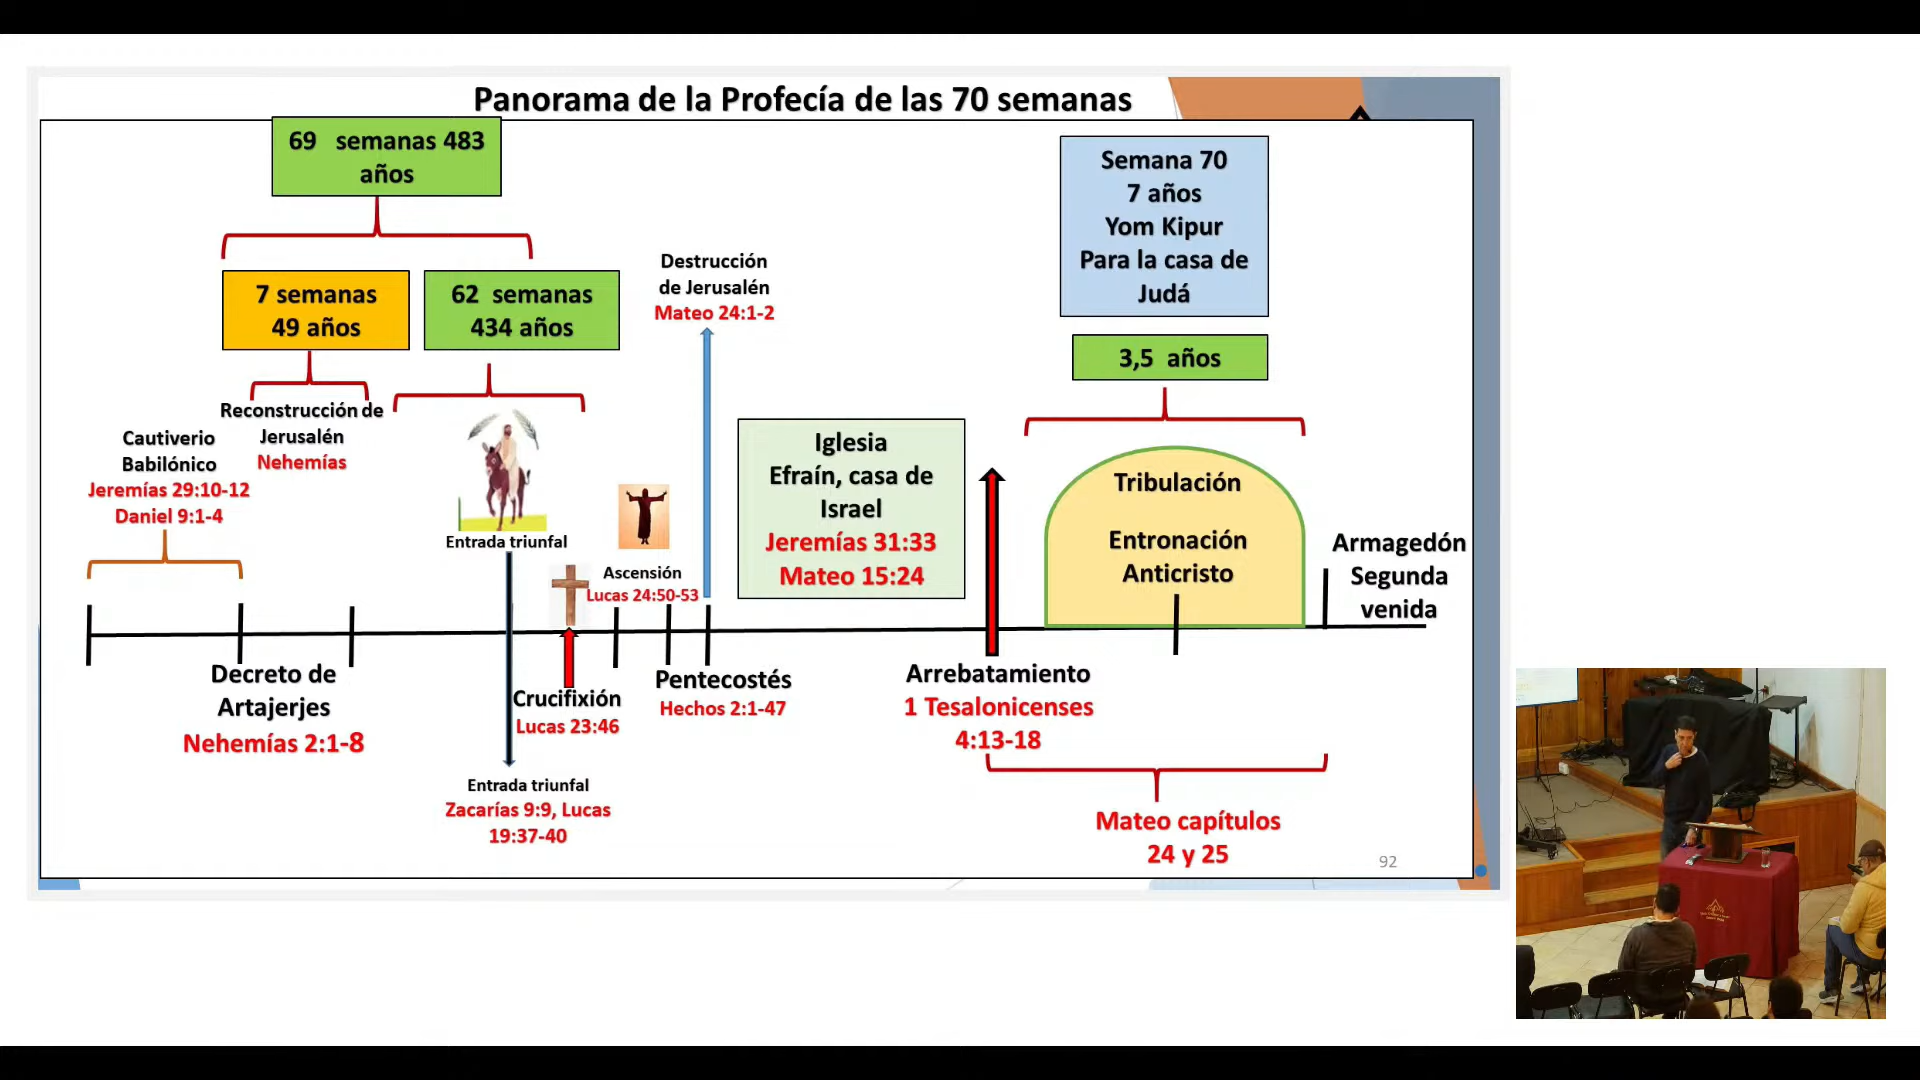 Panorama de la Profecía de las 70 semanas
69 semanas 483
años
7 semanas
49 años
62 semanas
434 años
Reconstrucción de
Jerusalén
Nehemías
Cautiverio
Babilónico
Jeremías 29:10-12
Daniel 9:1-4
Entrada triunfal
Ascensión
Lucas 24:50-53
Destrucción
de Jerusalén
Mateo 24:1-2
Iglesia
Efraín, casa de
Israel
Jeremías 31:33
Mateo 15:24
Semana 70
7 años
Yom Kipur
Para la casa de
Judá
3,5 años
Tribulación
Entronación
Anticristo
Armagedón
Segunda
venida
Decreto de
Artajerjes
Nehemías 2:1-8
Crucifixión
Lucas 23:46
Pentecostés
Hechos 2:1-47
Entrada triunfal
Zacarías 9:9, Lucas
19:37-40
Arrebatamiento
1 Tesalonicenses
4:13-18
Mateo capítulos
24 y 25
92